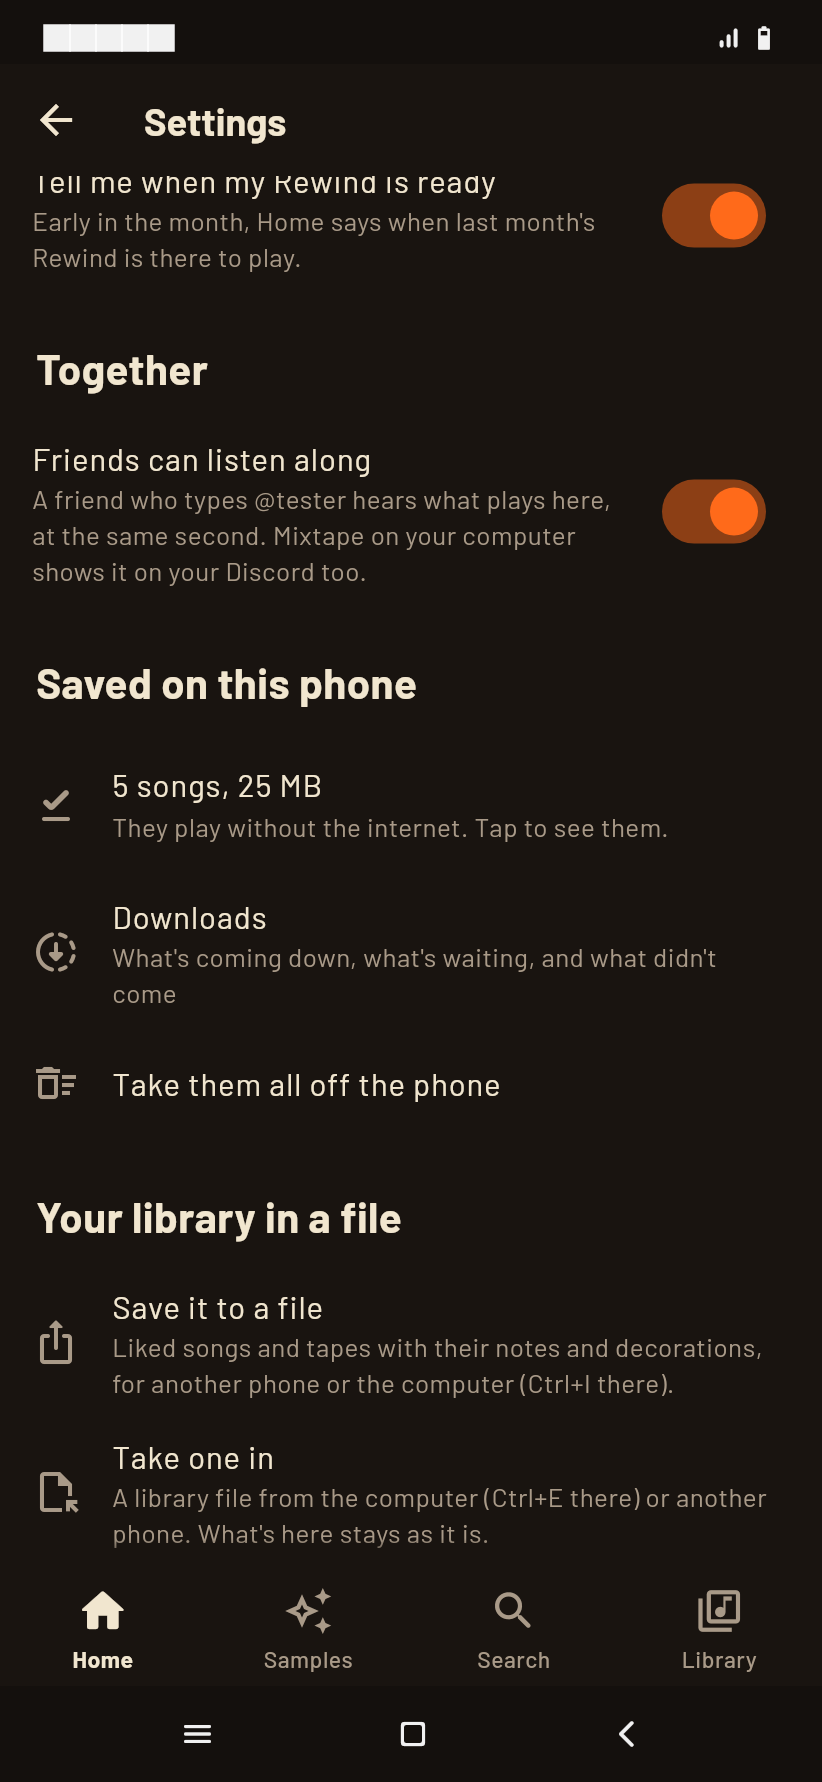 Settings
Tell me when my Rewind is ready
Early in the month, Home says when last month's
Rewind is there to play.
Together
Friends can listen along
A friend who types @tester hears what plays here,
at the same second. Mixtape on your computer
shows it on your Discord too.
Saved on this phone
5 songs, 25 MB
They play without the internet. Tap to see them.
Downloads
What's coming down, what's waiting, and what didn't
come
Take them all off the phone
Your library in a file
Save it to a file
Liked songs and tapes with their notes and decorations,
for another phone or the computer (Ctrl+I there).
Take one in
A library file from the computer (Ctrl+E there) or another
phone. What's here stays as it is.
Home
Samples
Search
Library